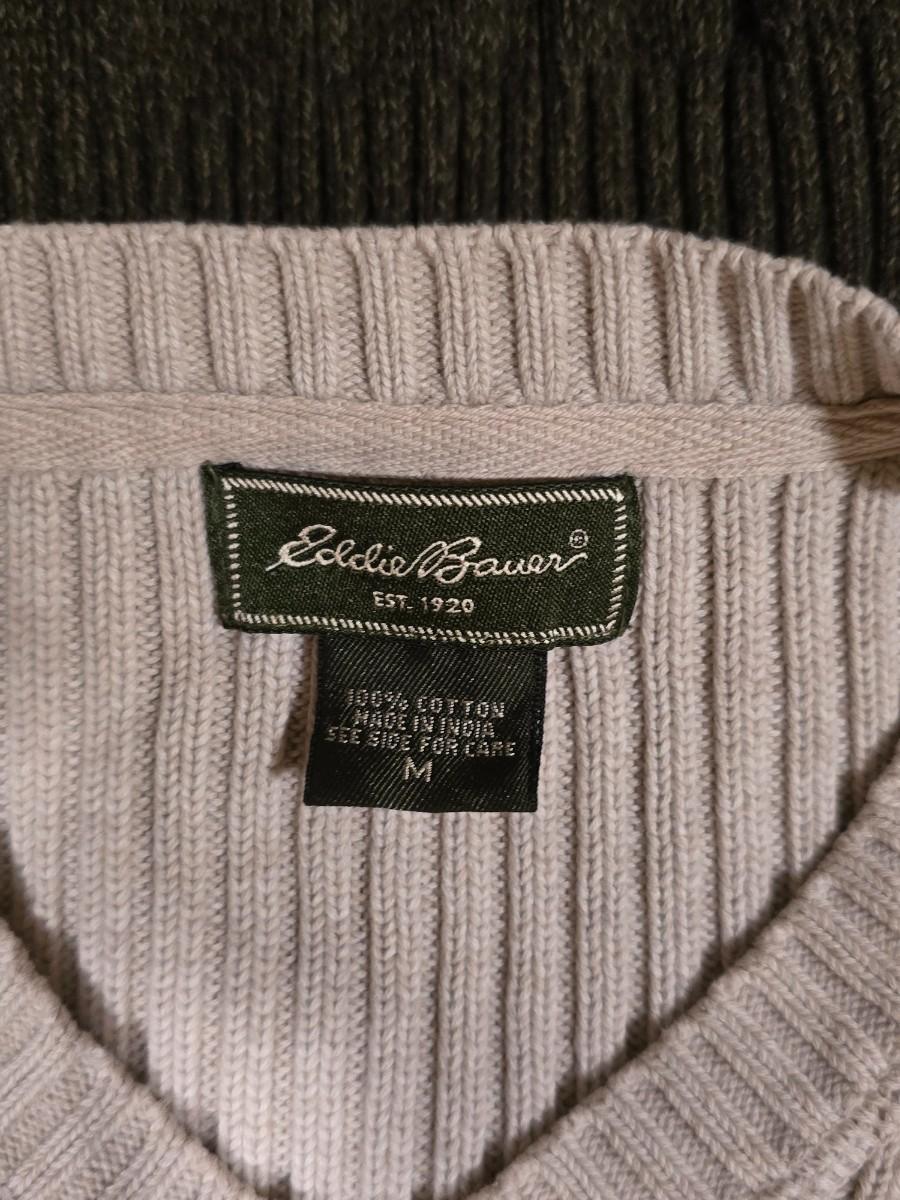 Eddie Bauer®
EST. 1920
100% COTTON
MADE IN INDIA
SEE SIDE FOR CARE
M